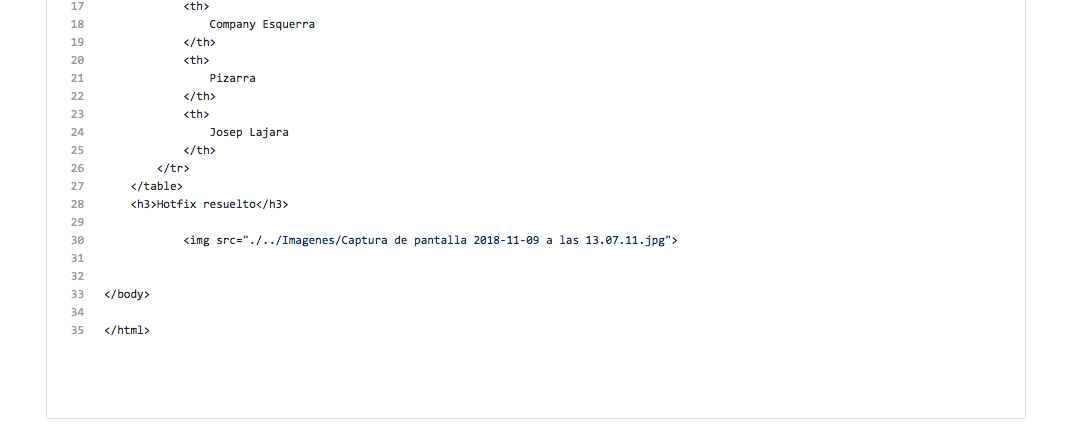 17 <th>
18 Company Esquerra
19 </th>
20 <th>
21 Pizarra
22 </th>
23 <th>
24 Josep Lajara
25 </th>
26 </tr>
27 </table>
28 <h3>Hotfix resuelto</h3>
29
30 <img src="./../Imagenes/Captura de pantalla 2018-11-09 a las 13.07.11.jpg">
31
32
33 </body>
34
35 </html>